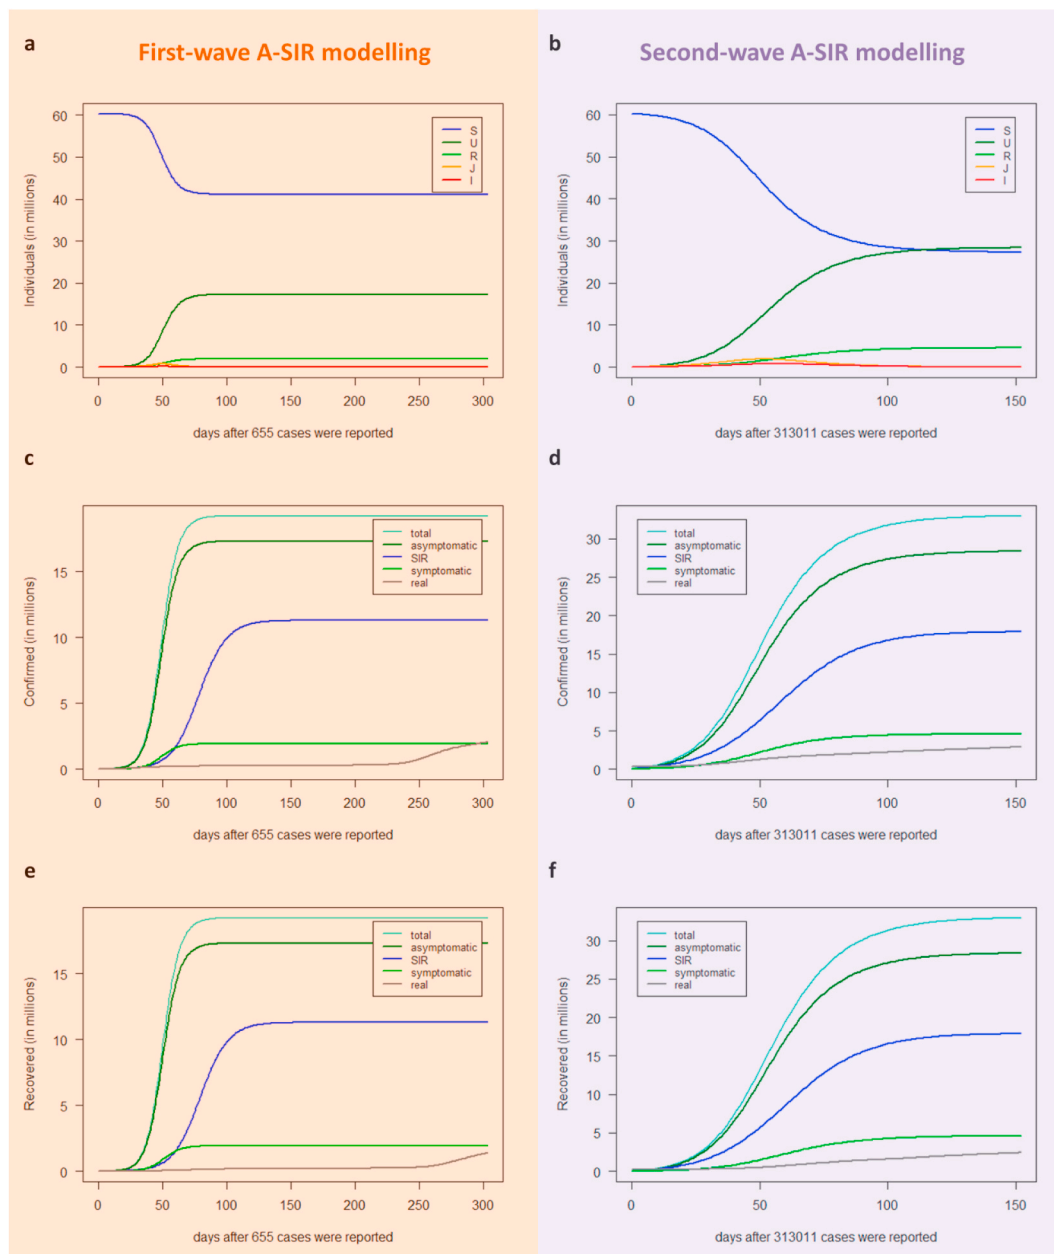 a
First-wave A-SIR modelling
b
Second-wave A-SIR modelling
Individuals (in millions)
60
50
40
30
20
10
0
S
U
R
J
I
0 50 100 150 200 250 300
days after 655 cases were reported
Individuals (in millions)
60
50
40
30
20
10
0
S
U
R
J
I
0 50 100 150
days after 313011 cases were reported
c
Confirmed (in millions)
15
10
5
0
total
asymptomatic
SIR
symptomatic
real
0 50 100 150 200 250 300
days after 655 cases were reported
d
Confirmed (in millions)
30
25
20
15
10
5
0
total
asymptomatic
SIR
symptomatic
real
0 50 100 150
days after 313011 cases were reported
e
Recovered (in millions)
15
10
5
0
total
asymptomatic
SIR
symptomatic
real
0 50 100 150 200 250 300
days after 655 cases were reported
f
Recovered (in millions)
30
25
20
15
10
5
0
total
asymptomatic
SIR
symptomatic
real
0 50 100 150
days after 313011 cases were reported